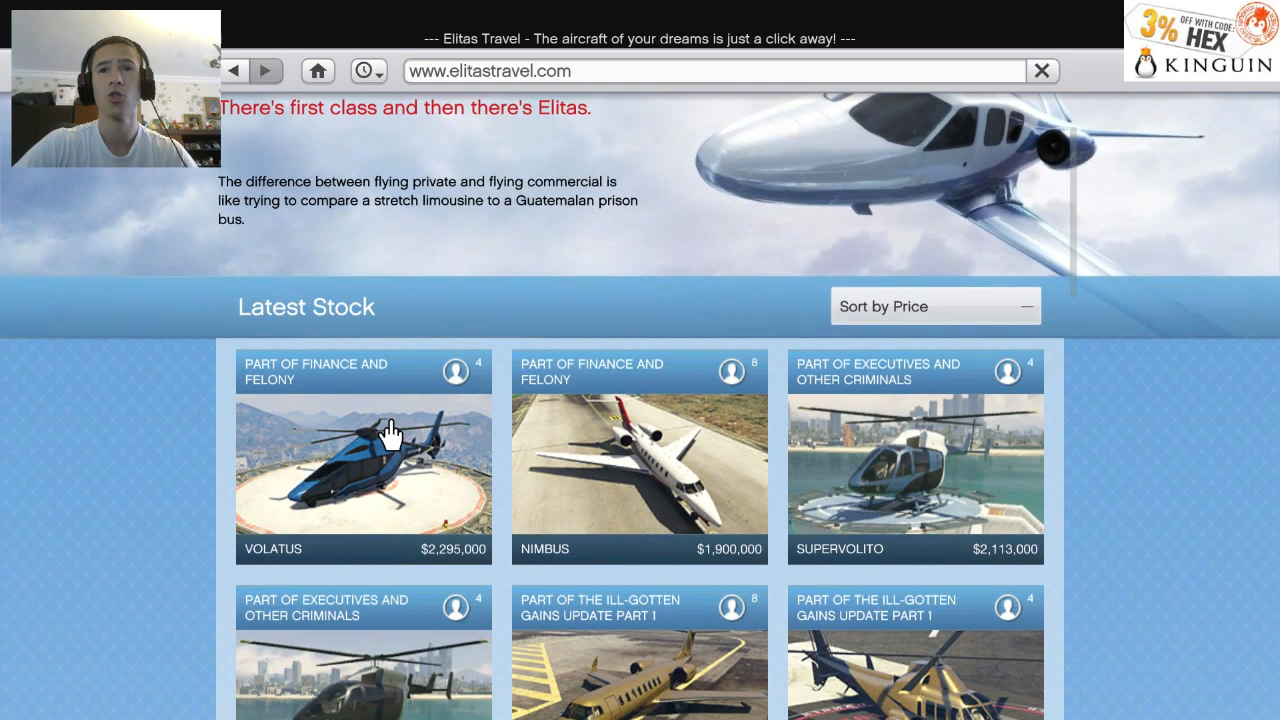 --- Elitas Travel - The aircraft of your dreams is just a click away! ---
3% OFF WITH CODE:
HEX
KINGUIN
www.elitastravel.com
There's first class and then there's Elitas.
The difference between flying private and flying commercial is
like trying to compare a stretch limousine to a Guatemalan prison
bus.
Latest Stock
Sort by Price
PART OF FINANCE AND
FELONY
4
VOLATUS
$2,295,000
PART OF FINANCE AND
FELONY
8
NIMBUS
$1,900,000
PART OF EXECUTIVES AND
OTHER CRIMINALS
4
SUPERVOLITO
$2,113,000
PART OF EXECUTIVES AND
OTHER CRIMINALS
4
PART OF THE ILL-GOTTEN
GAINS UPDATE PART 1
8
PART OF THE ILL-GOTTEN
GAINS UPDATE PART 1
4